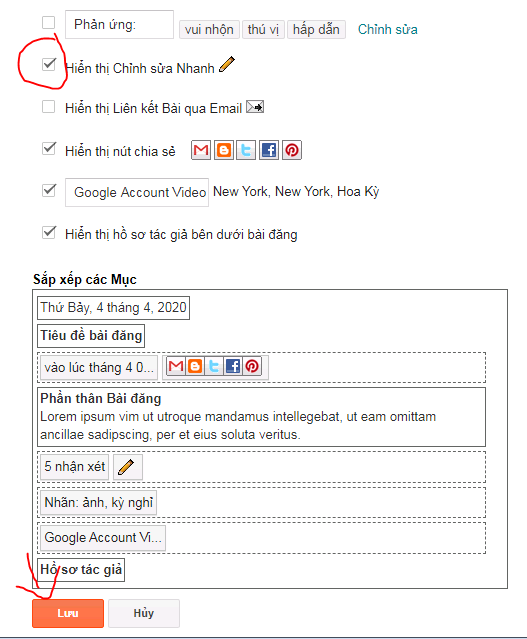 Phản ứng: vui nhộn thú vị hấp dẫn Chỉnh sửa
Hiển thị Chỉnh sửa Nhanh
Hiển thị Liên kết Bài qua Email
Hiển thị nút chia sẻ
Google Account Video New York, New York, Hoa Kỳ
Hiển thị hồ sơ tác giả bên dưới bài đăng
Sắp xếp các Mục
Thứ Bảy, 4 tháng 4, 2020
Tiêu đề bài đăng
vào lúc tháng 4 0...
Phần thân Bài đăng
Lorem ipsum vim ut utroque mandamus intellegebat, ut eam omittam
ancillae sadipscing, per et eius soluta veritus.
5 nhận xét
Nhãn: ảnh, kỳ nghỉ
Google Account Vi...
Hồ sơ tác giả
Lưu Hủy